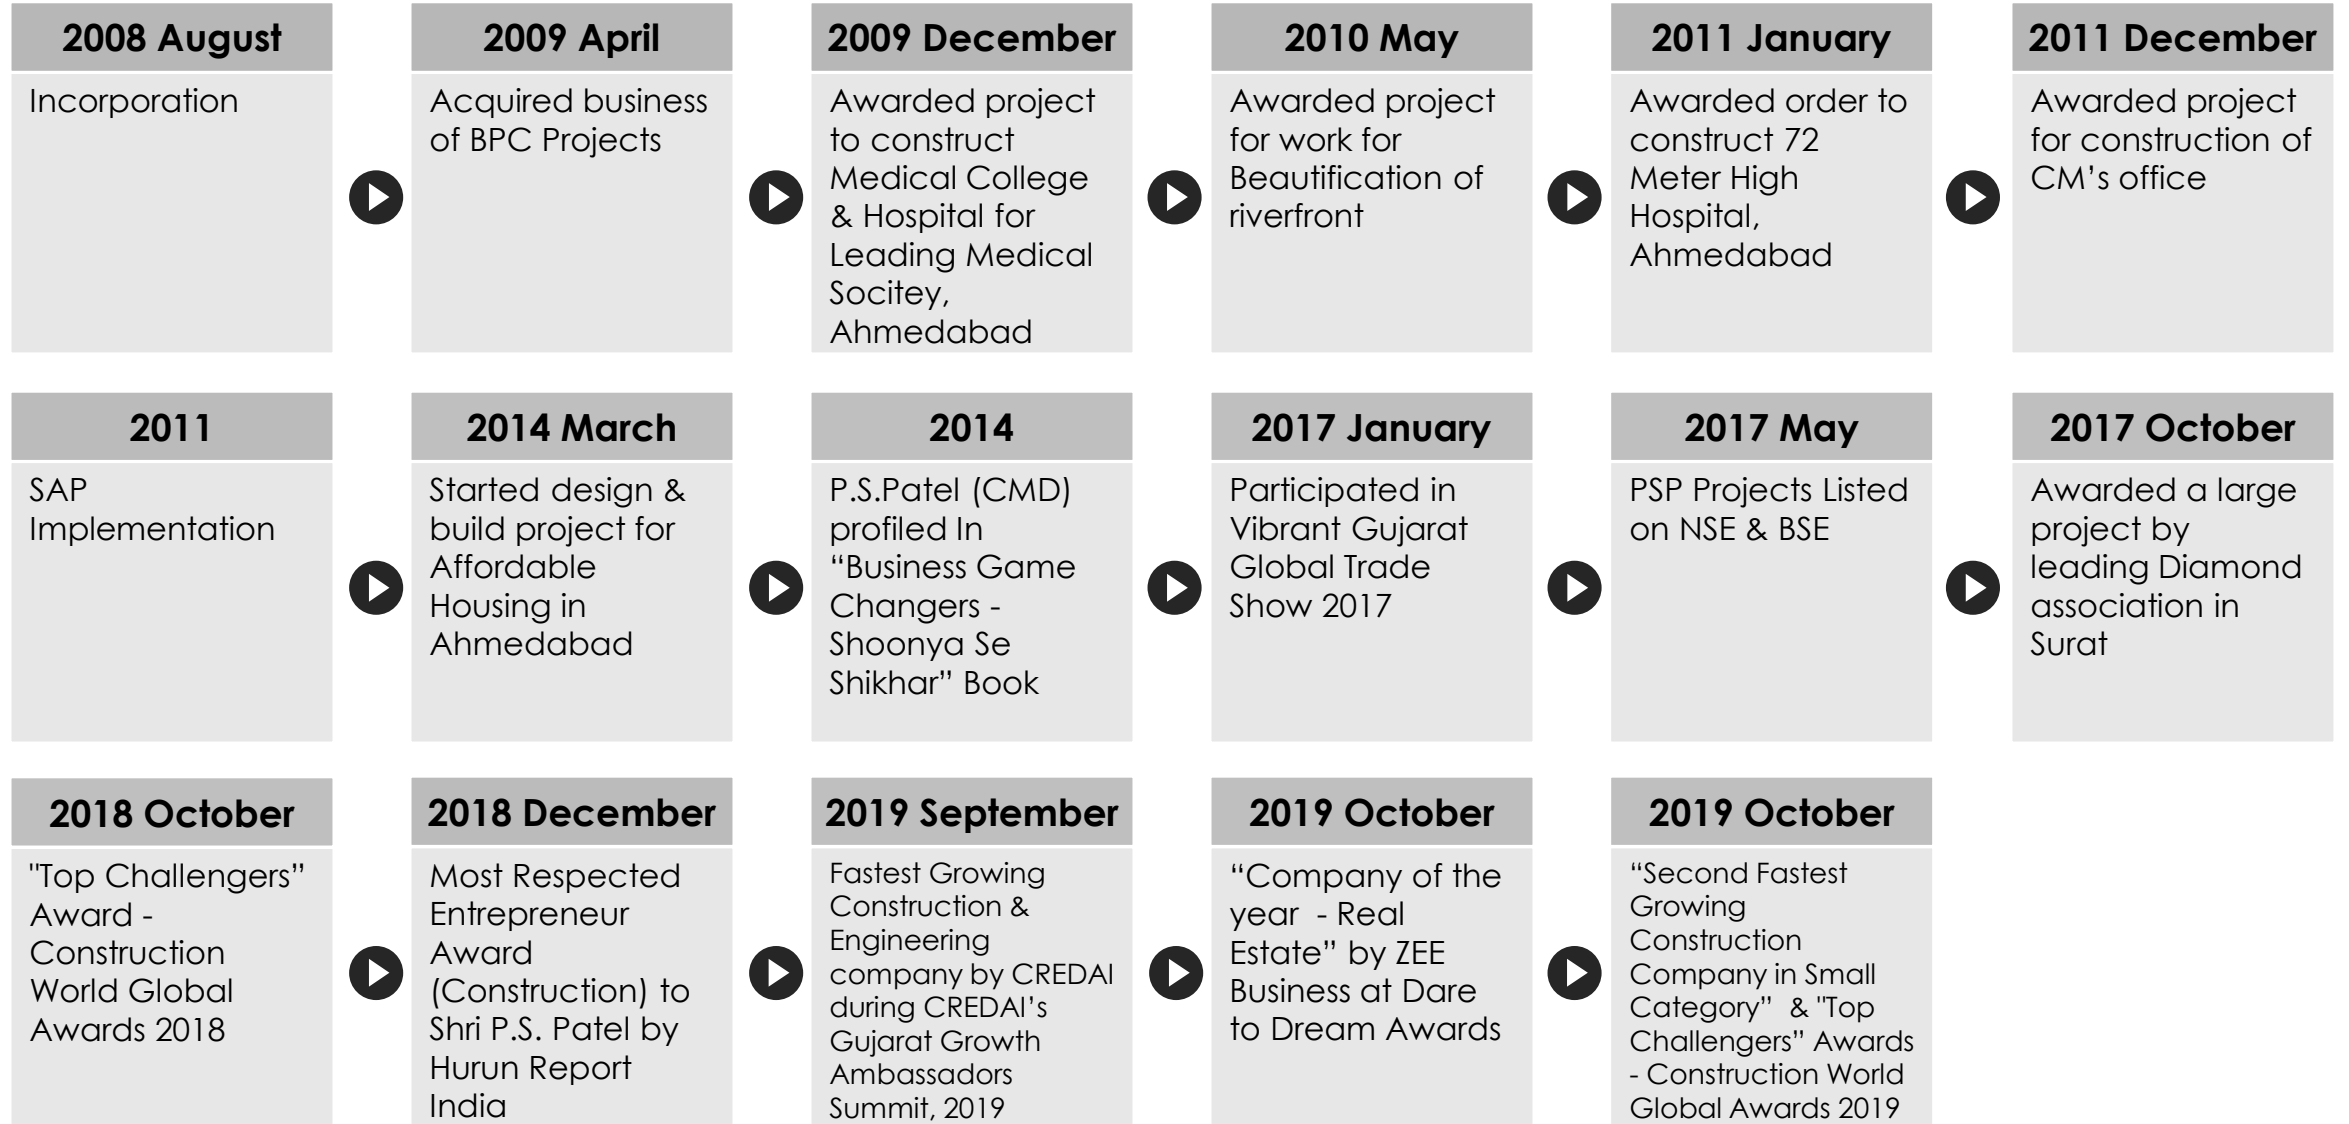 2008 August
Incorporation
2009 April
Acquired business
of BPC Projects
2009 December
Awarded project
to construct
Medical College
& Hospital for
Leading Medical
Socitey,
Ahmedabad
2010 May
Awarded project
for work for
Beautification of
riverfront
2011 January
Awarded order to
construct 72
Meter High
Hospital,
Ahmedabad
2011 December
Awarded project
for construction of
CM’s office
2011
SAP
Implementation
2014 March
Started design &
build project for
Affordable
Housing in
Ahmedabad
2014
P.S.Patel (CMD)
profiled In
“Business Game
Changers -
Shoonya Se
Shikhar” Book
2017 January
Participated in
Vibrant Gujarat
Global Trade
Show 2017
2017 May
PSP Projects Listed
on NSE & BSE
2017 October
Awarded a large
project by
leading Diamond
association in
Surat
2018 October
"Top Challengers”
Award -
Construction
World Global
Awards 2018
2018 December
Most Respected
Entrepreneur
Award
(Construction) to
Shri P.S. Patel by
Hurun Report
India
2019 September
Fastest Growing
Construction &
Engineering
company by CREDAI
during CREDAI’s
Gujarat Growth
Ambassadors
Summit, 2019
2019 October
“Company of the
year  - Real
Estate” by ZEE
Business at Dare
to Dream Awards
2019 October
“Second Fastest
Growing
Construction
Company in Small
Category”  & "Top
Challengers” Awards
- Construction World
Global Awards 2019